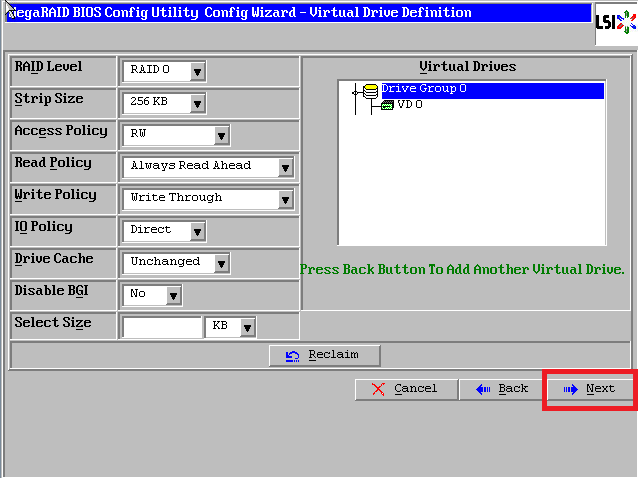 MegaRAID BIOS Config Utility Config Wizard - Virtual Drive Definition
LSI
RAID Level
RAID 0
Virtual Drives
Strip Size
256 KB
Drive Group 0
VD 0
Access Policy
RW
Read Policy
Always Read Ahead
Write Policy
Write Through
IO Policy
Direct
Drive Cache
Unchanged
Press Back Button To Add Another Virtual Drive.
Disable BGI
No
Select Size
KB
Reclaim
Cancel
Back
Next